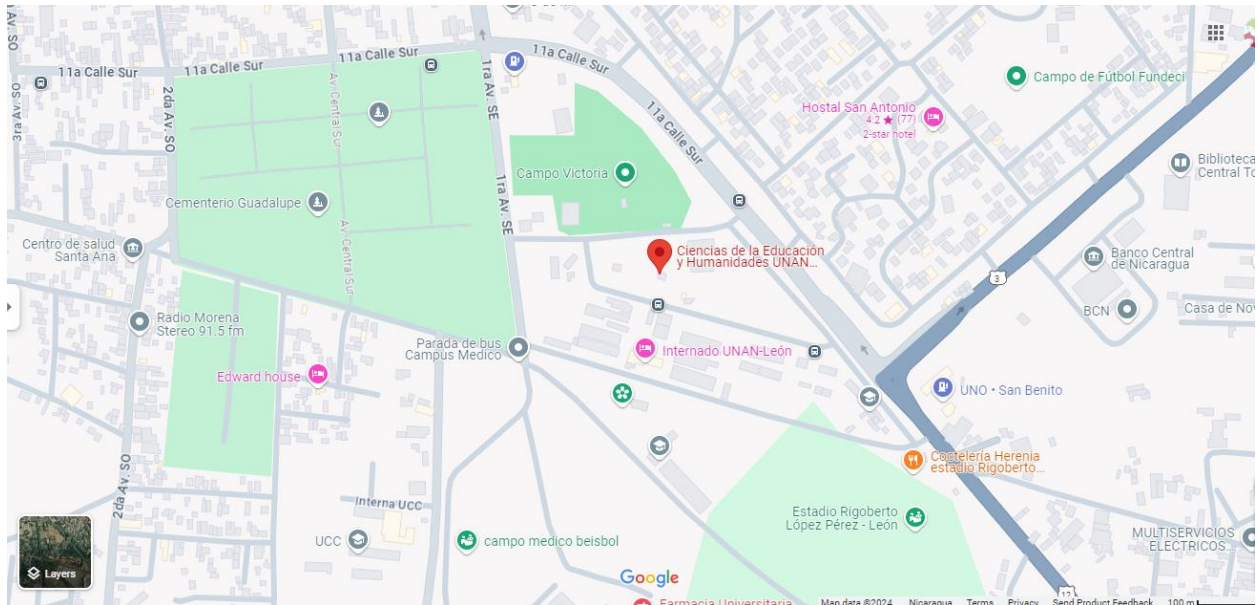 11a Calle Sur
11a Calle Sur
11a Calle Sur
11a Calle Sur
11a Calle Sur
3ra Av. SO
2da Av. SO
Av. Central Sur
1ra Av. SE
Campo de Fútbol Fundeci
Hostal San Antonio
4.2 ★ (77)
2-star hotel
Biblioteca
Central
Campo Victoria
Cementerio Guadalupe
Av. Central Sur
1ra Av. SE
Centro de salud
Santa Ana
Ciencias de la Educación
y Humanidades UNAN...
Banco Central
de Nicaragua
3
BCN
Casa de Nov
Radio Morena
Stereo 91.5 fm
Parada de bus
Campus Medico
Internado UNAN-León
Edward house
UNO • San Benito
Coctelería Herenia
estadio Rigoberto...
2da Av. SO
Interna UCC
Estadio Rigoberto
López Pérez - León
UCC
campo medico beisbol
MULTISERVICIOS
ELECTRICOS...
Layers
Google
12
Farmacia Universitaria
Map data ©2024
Nicaragua
Terms
Privacy
Send Product Feedback
100 m